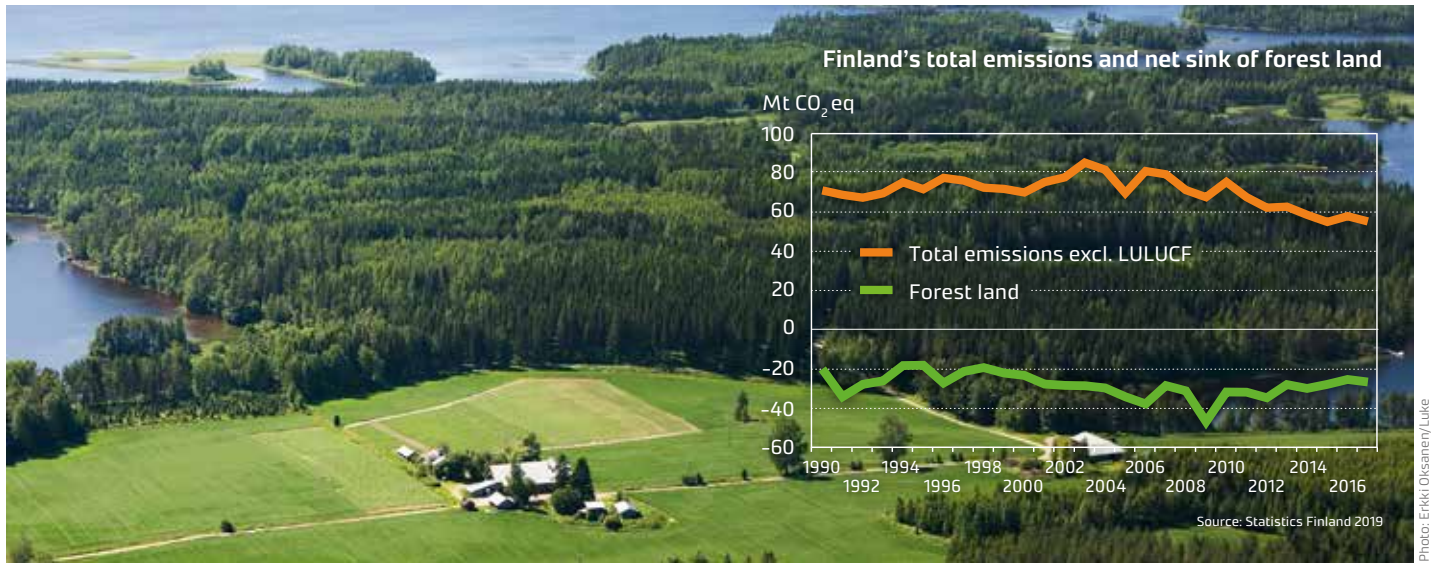 Finland's total emissions and net sink of forest land
Mt CO₂ eq
100
80
60
40
20
0
-20
-40
-60
Total emissions excl. LULUCF
Forest land
1990 1994 1998 2002 2006 2010 2014
1992 1996 2000 2004 2008 2012 2016
Source: Statistics Finland 2019
Photo: Erkki Oksanen/Luke